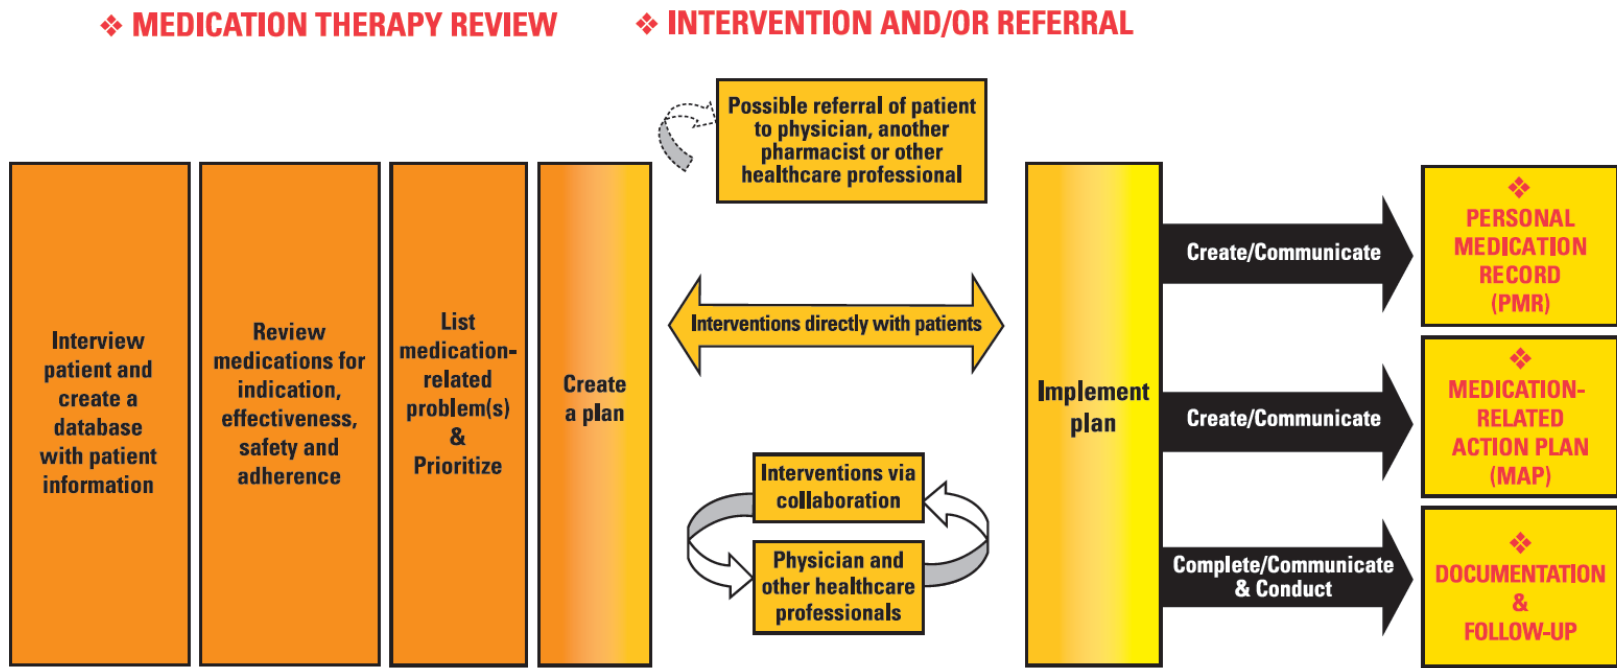 ❖ MEDICATION THERAPY REVIEW
❖ INTERVENTION AND/OR REFERRAL
Interview
patient and
create a
database
with patient
information
Review
medications for
indication,
effectiveness,
safety and
adherence
List
medication-
related
problem(s)
&
Prioritize
Create
a plan
Possible referral of patient
to physician, another
pharmacist or other
healthcare professional
Interventions directly with patients
Interventions via
collaboration
Physician and
other healthcare
professionals
Implement
plan
Create/Communicate
❖
PERSONAL
MEDICATION
RECORD
(PMR)
Create/Communicate
❖
MEDICATION-
RELATED
ACTION PLAN
(MAP)
Complete/Communicate
& Conduct
❖
DOCUMENTATION
&
FOLLOW-UP